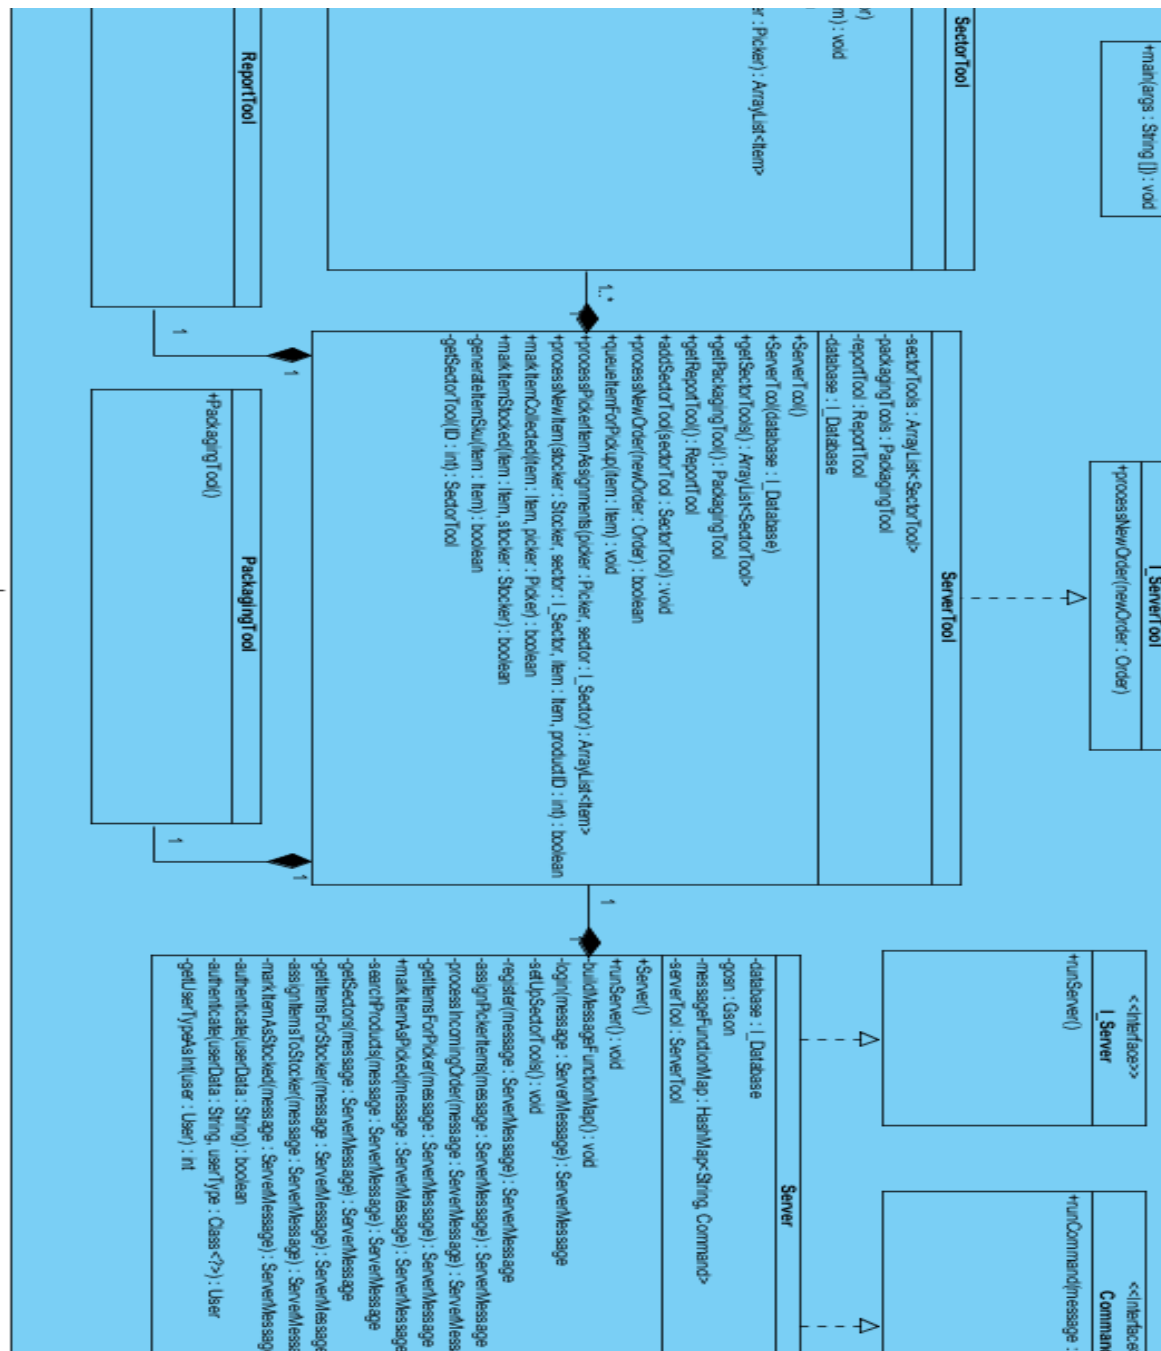 +main(args : String []) : void
SectorTool
or)
m) : void
er : Picker) : ArrayList<Item>
ReportTool
I_ServerTool
+processNewOrder(newOrder : Order)
ServerTool
-sectorTools : ArrayList<SectorTool>
-packagingTools : PackagingTool
-reportTool :ReportTool
-database : I_Database
+ServerTool()
+ServerTool(database : I_Database)
+getSectorTools() : ArrayList<SectorTool>
+getPackagingTool() : PackagingTool
+getReportTool() : ReportTool
+addSectorTool(sectorTool : SectorTool) : void
+processNewOrder(newOrder : Order) : boolean
+queueItemForPickup(item : Item) : void
+processPickerItemAssignments(picker : Picker, sector : I_Sector) : ArrayList<Item>
+processNewItem(stocker : Stocker, sector : I_Sector, item : Item, productID : int) : boolean
+markItemCollected(item : Item, picker : Picker) : boolean
+markItemStocked(item : Item, stocker : Stocker) : boolean
-generateItemSku(item : Item) : boolean
-getSectorTool(ID : int) : SectorTool
1..*
1
1
1
PackagingTool
+PackagingTool()
1
1
1
1
<<Interface>>
I_Server
+runServer()
<<Interface
Comman
+runCommand(message :
Server
-database : I_Database
-gosn : Gson
-messageFunctionMap : HashMap<String, Command>
-serverTool : ServerTool
+Server()
+runServer() : void
-buildMessageFunctionMap() : void
-login(message : ServerMessage) : ServerMessage
-setUpSectorTools() : void
-register(message : ServerMessage) : ServerMessage
-assignPickerItems(message : ServerMessage) : ServerMessage
-processIncomingOrder(message : ServerMessage) : ServerMess
-getItemsForPicker(message : ServerMessage) : ServerMessage
+markItemAsPicked(message : ServerMessage) : ServerMessage
-searchProducts(message : ServerMessage) : ServerMessage
-getSectors(message : ServerMessage) : ServerMessage
-getItemsForStocker(message : ServerMessage) : ServerMessage
-assignItemsToStocker(message : ServerMessage) : ServerMessa
-markItemAsStocked(message : ServerMessage) : ServerMessag
-authenticate(userData : String) : boolean
-authenticate(userData : String, userType : Class<?>) : User
-getUserTypeAsInt(user : User) : int